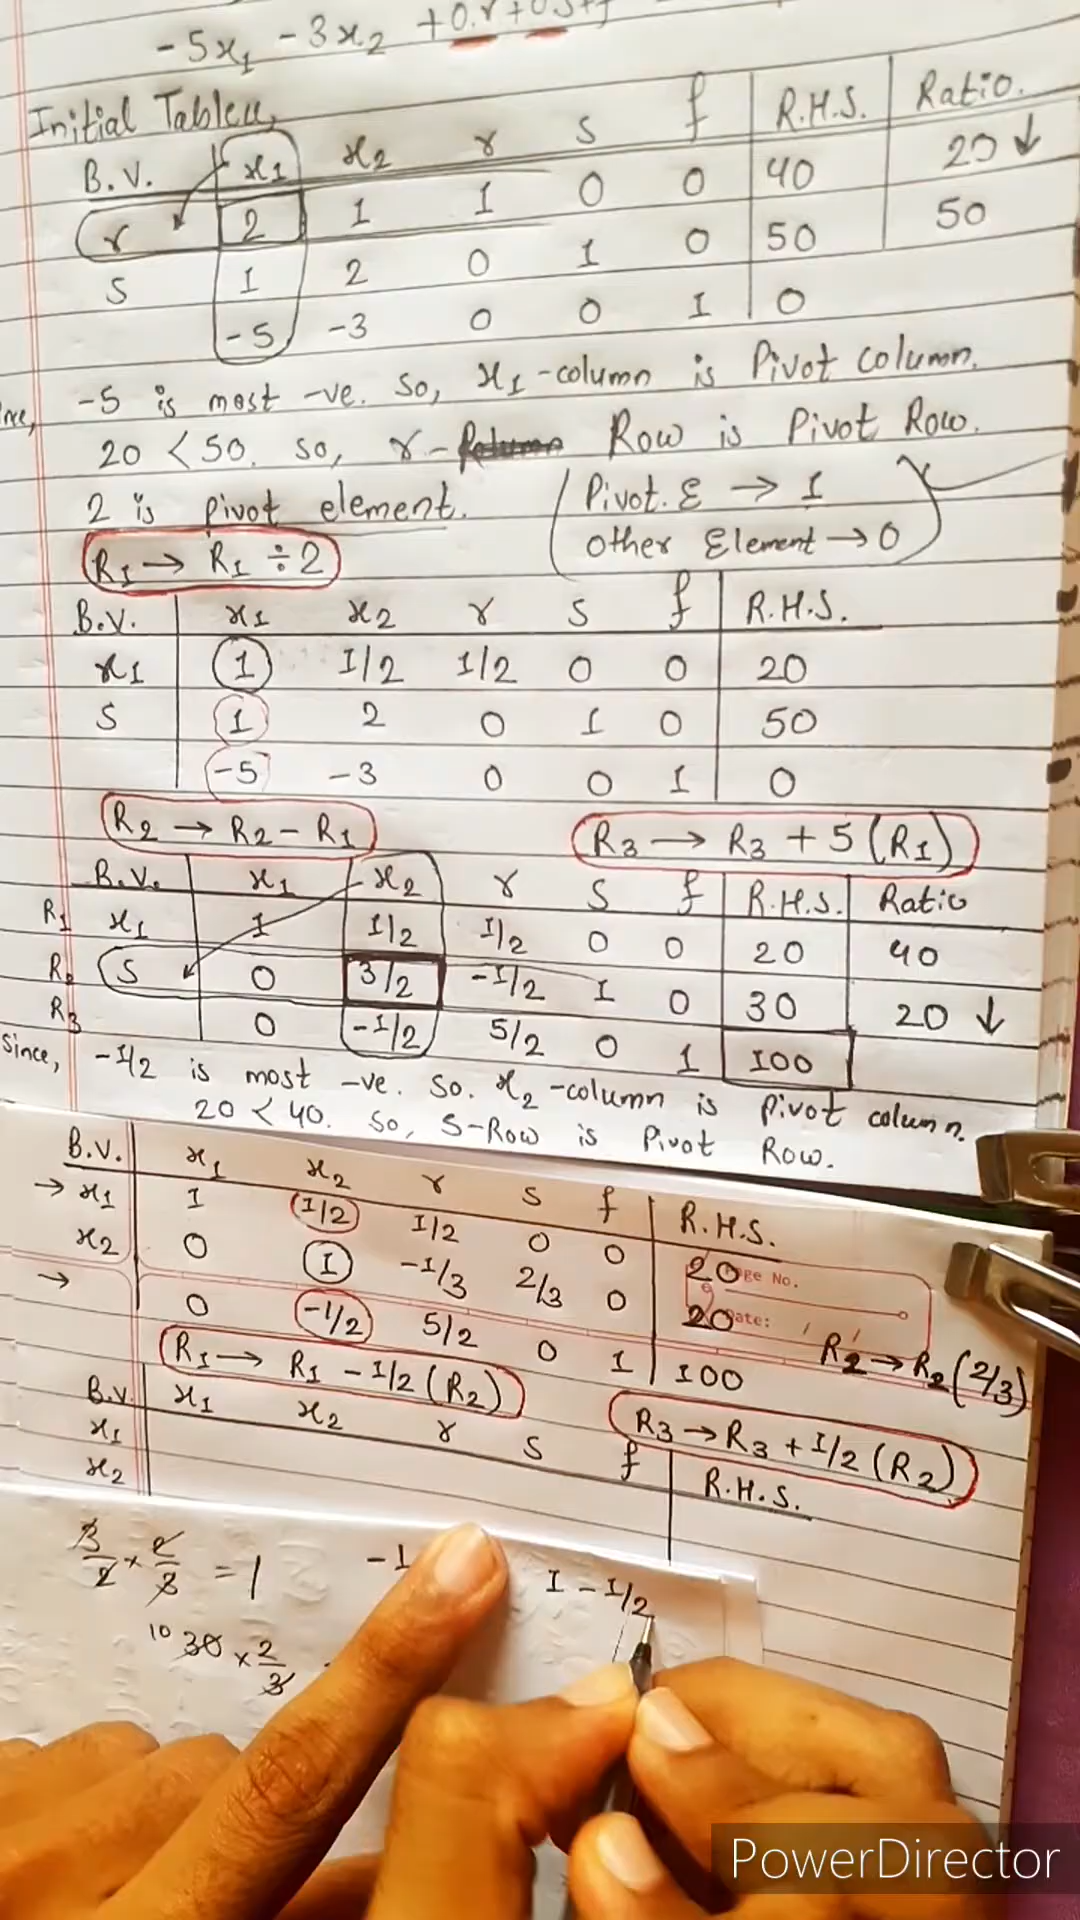 -5x₁ - 3x₂ +0.r+0.s+f
Initial Tableu,
B.V. x₁ x₂ r s f R.H.S. Ratio.
r 2 1 1 0 0 40 20 ↓
s 1 2 0 1 0 50 50
-5 -3 0 0 1 0
-5 is most -ve. So, x₁-column is Pivot Column.
20 < 50. so, r- Row is Pivot Row.
2 is pivot element.
Pivot. E → 1
other Element → 0
R₁ → R₁ ÷ 2
B.V. x₁ x₂ r s f R.H.S.
x₁ 1 1/2 1/2 0 0 20
s 1 2 0 1 0 50
-5 -3 0 0 1 0
R₂ → R₂ - R₁
R₃ → R₃ + 5 (R₁)
B.V. x₁ x₂ r s f R.H.S. Ratio
R₁ x₁ 1 1/2 1/2 0 0 20 40
R₂ s 0 3/2 -1/2 1 0 30 20 ↓
R₃ 0 -1/2 5/2 0 1 100
Since, -1/2 is most -ve. so. x₂-column is pivot column.
20 < 40. so, s-Row is Pivot Row.
B.V. x₁ x₂ r s f R.H.S.
→ x₁ 1 1/2 1/2 0 0 20
x₂ 0 1 -1/3 2/3 0 20
→ 0 -1/2 5/2 0 1 100
Page No.
Date:
R₂ → R₂ (2/3)
R₁ → R₁ - 1/2 (R₂)
R₃ → R₃ + 1/2 (R₂)
B.V. x₁ x₂ r s f R.H.S.
x₁
x₂
3/2 × 2/3 = 1
-1
1 - 1/2
10 30 × 2/3
PowerDirector